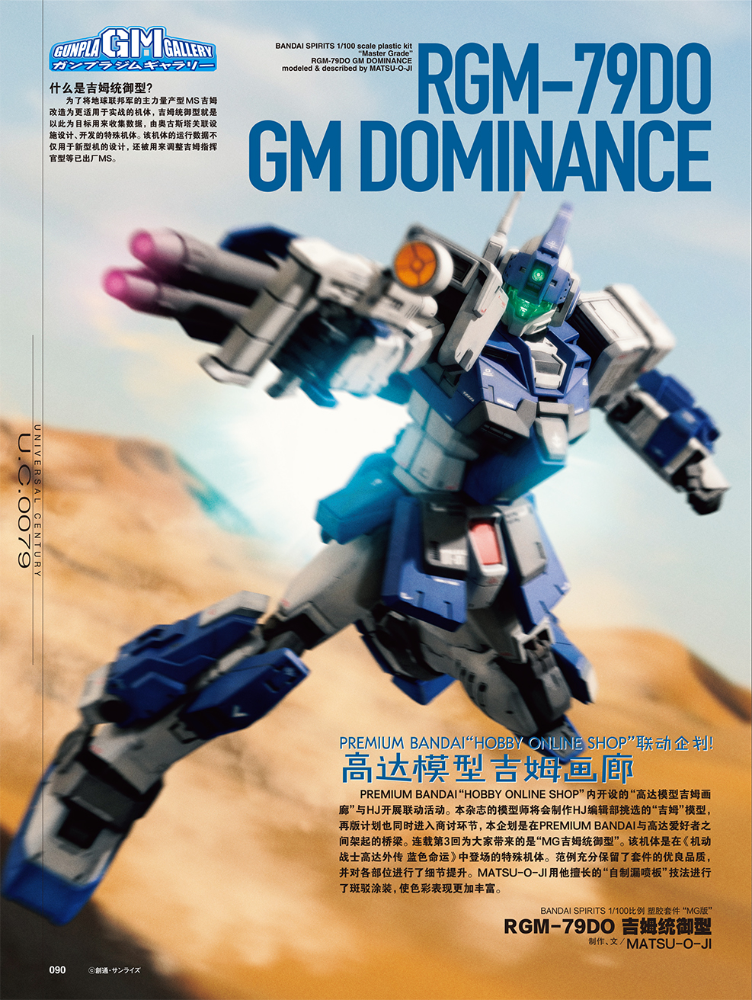 GUNPLA GM GALLERY
ガンプラジムギャラリー
BANDAI SPIRITS 1/100 scale plastic kit
“Master Grade”
RGM-79DO GM DOMINANCE
modeled & described by MATSU-O-JI
RGM-79DO
GM DOMINANCE
什么是吉姆统御型?
为了将地球联邦军的主力量产型MS吉姆
改造为更适用于实战的机体，吉姆统御型就是
以此为目标用来收集数据，由奥古斯塔关联设
施设计、开发的特殊机体。该机体的运行数据不
仅用于新型机的设计，还被用来调整吉姆指挥
官型等已出厂MS。
UNIVERSAL CENTURY
U.C.0079
PREMIUM BANDAI“HOBBY ONLINE SHOP”联动企划!
高达模型吉姆画廊
PREMIUM BANDAI“HOBBY ONLINE SHOP”内开设的“高达模型吉姆画
廊”与HJ开展联动活动。本杂志的模型师将会制作HJ编辑部挑选的“吉姆”模型，
再版计划也同时进入商讨环节，本企划是在PREMIUM BANDAI与高达爱好者之
间架起的桥梁。连载第3回为大家带来的是“MG吉姆统御型”。该机体是在《机动
战士高达外传 蓝色命运》中登场的特殊机体。范例充分保留了套件的优良品质，
并对各部位进行了细节提升。MATSU-O-JI用他擅长的“自制漏喷板”技法进行
了斑驳涂装，使色彩表现更加丰富。
BANDAI SPIRITS 1/100比例 塑胶套件 “MG版”
RGM-79DO 吉姆统御型
制作、文/MATSU-O-JI
090
©創通・サンライズ